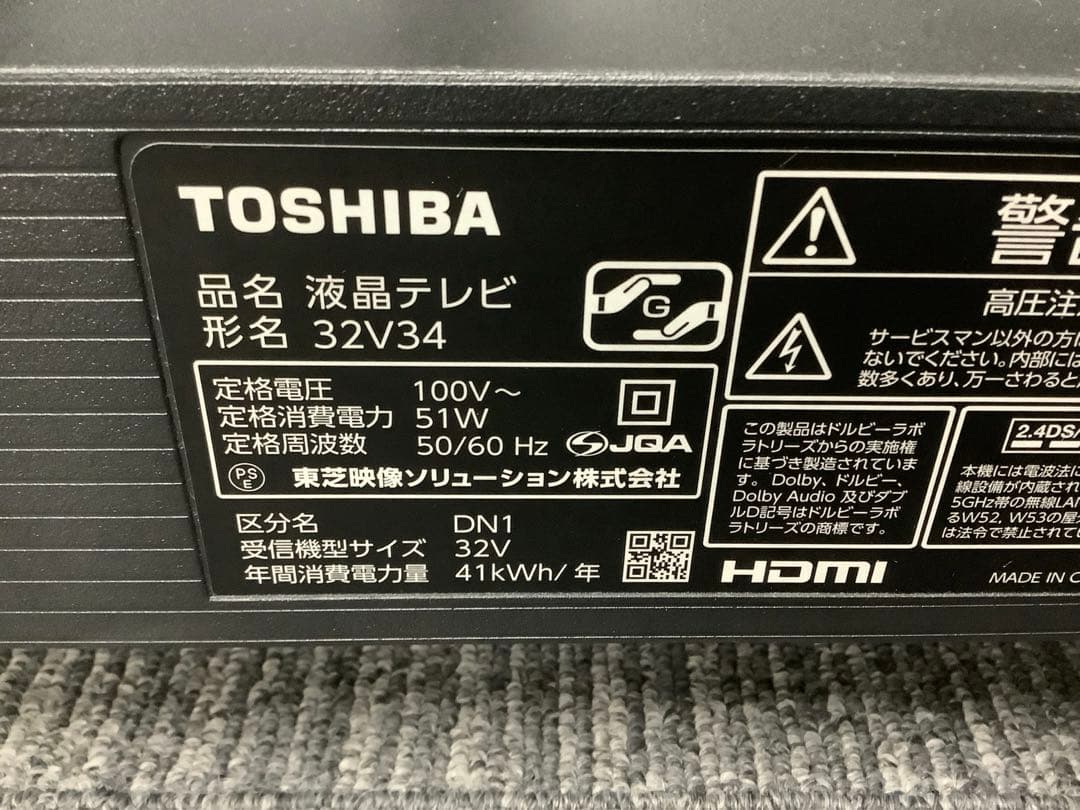 TOSHIBA
品名 液晶テレビ
形名 32V34
G
定格電圧 100V～
定格消費電力 51W
定格周波数 50/60 Hz
JQA
PS
E
東芝映像ソリューション株式会社
区分名 DN1
受信機型サイズ 32V
年間消費電力量 41kWh/年
警
高圧注
サービスマン以外の方
ないでください。内部には
数多くあり、万一さわると
この製品はドルビーラボ
ラトリーズからの実施権
に基づき製造されていま
す。Dolby、ドルビー、
Dolby Audio 及びダブ
ルD記号はドルビーラボ
ラトリーズの商標です。
2.4DS/
本機には電波法に
線設備が内蔵され
5GHz帯の無線LAN
るW52, W53の屋
は法令で禁止されて
HDMI
MADE IN C